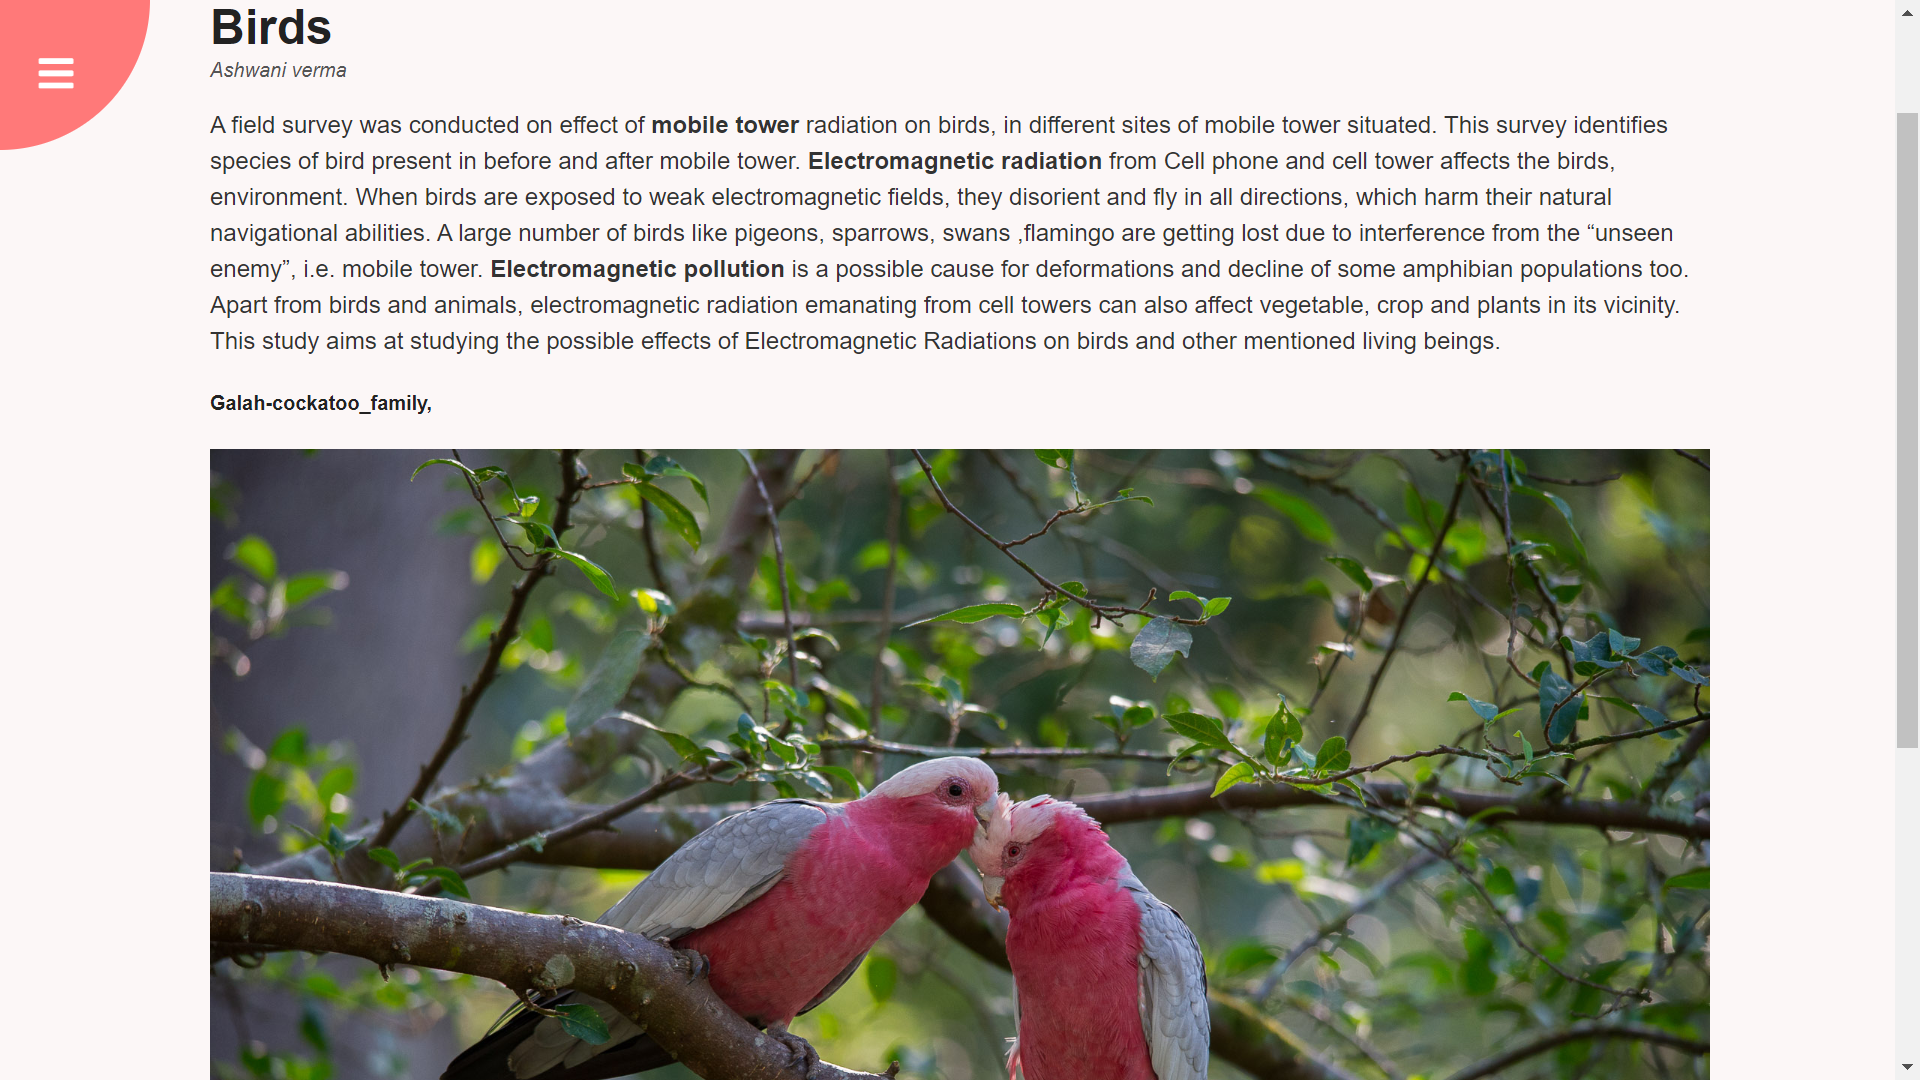 Birds
Ashwani verma
A field survey was conducted on effect of mobile tower radiation on birds, in different sites of mobile tower situated. This survey identifies
species of bird present in before and after mobile tower. Electromagnetic radiation from Cell phone and cell tower affects the birds,
environment. When birds are exposed to weak electromagnetic fields, they disorient and fly in all directions, which harm their natural
navigational abilities. A large number of birds like pigeons, sparrows, swans ,flamingo are getting lost due to interference from the “unseen
enemy”, i.e. mobile tower. Electromagnetic pollution is a possible cause for deformations and decline of some amphibian populations too.
Apart from birds and animals, electromagnetic radiation emanating from cell towers can also affect vegetable, crop and plants in its vicinity.
This study aims at studying the possible effects of Electromagnetic Radiations on birds and other mentioned living beings.
Galah-cockatoo_family,